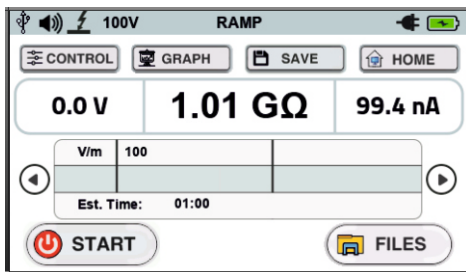 100V RAMP
CONTROL GRAPH SAVE HOME
0.0 V 1.01 GΩ 99.4 nA
V/m 100
Est. Time: 01:00
START FILES